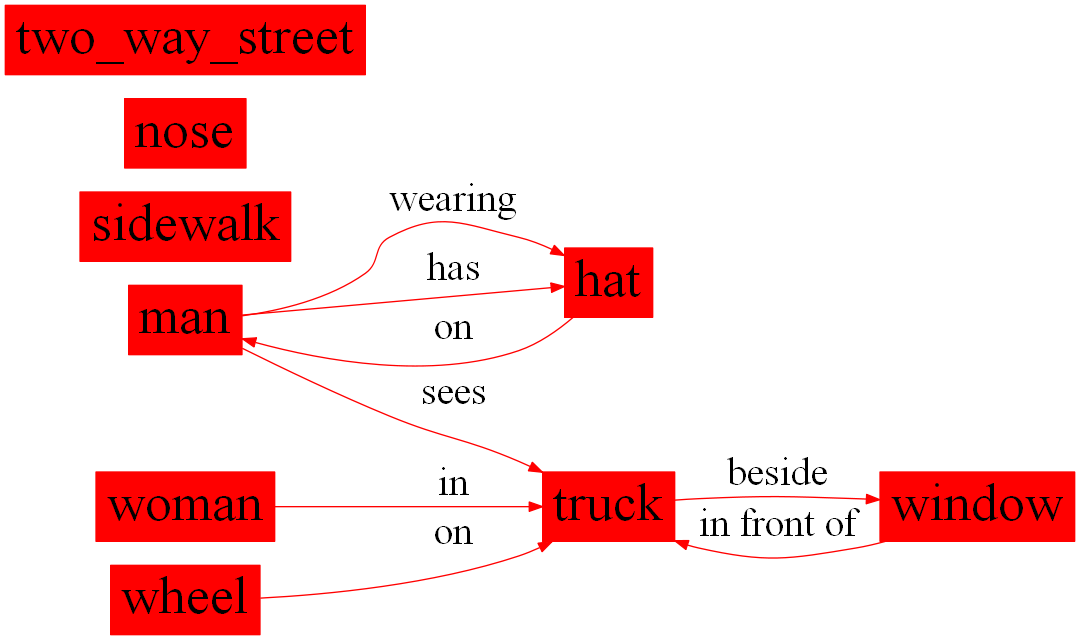 two_way_street
nose
sidewalk
wearing
has
hat
man
on
sees
woman
in
truck
beside
window
in front of
on
wheel